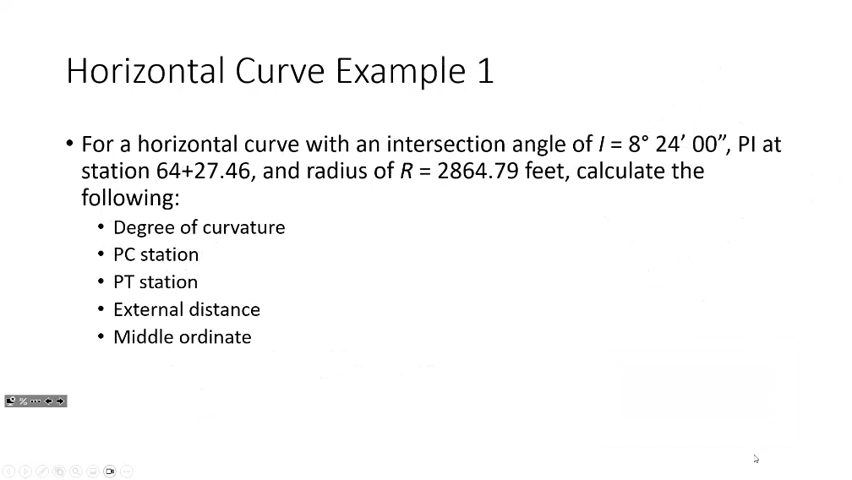 Horizontal Curve Example 1
• For a horizontal curve with an intersection angle of I = 8° 24’ 00”, PI at
station 64+27.46, and radius of R = 2864.79 feet, calculate the
following:
• Degree of curvature
• PC station
• PT station
• External distance
• Middle ordinate